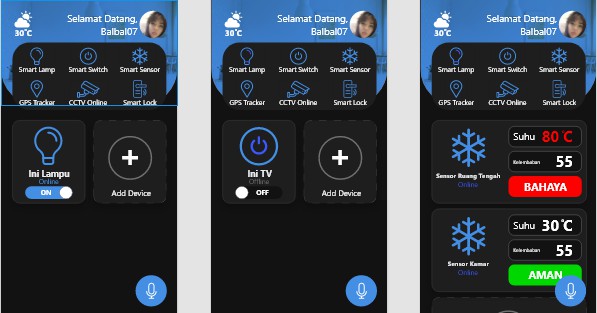 Selamat Datang,
Balbal07
30°C
Smart Lamp
Smart Switch
Smart Sensor
GPS Tracker
CCTV Online
Smart Lock
Ini Lampu
Online
ON
Add Device
Selamat Datang,
Balbal07
30°C
Smart Lamp
Smart Switch
Smart Sensor
GPS Tracker
CCTV Online
Smart Lock
Ini TV
Offline
OFF
Add Device
Selamat Datang,
Balbal07
30°C
Smart Lamp
Smart Switch
Smart Sensor
GPS Tracker
CCTV Online
Smart Lock
Sensor Ruang Tengah
Online
Suhu 80°C
Kelembaban 55
BAHAYA
Sensor Kamar
Online
Suhu 30°C
Kelembaban 55
AMAN